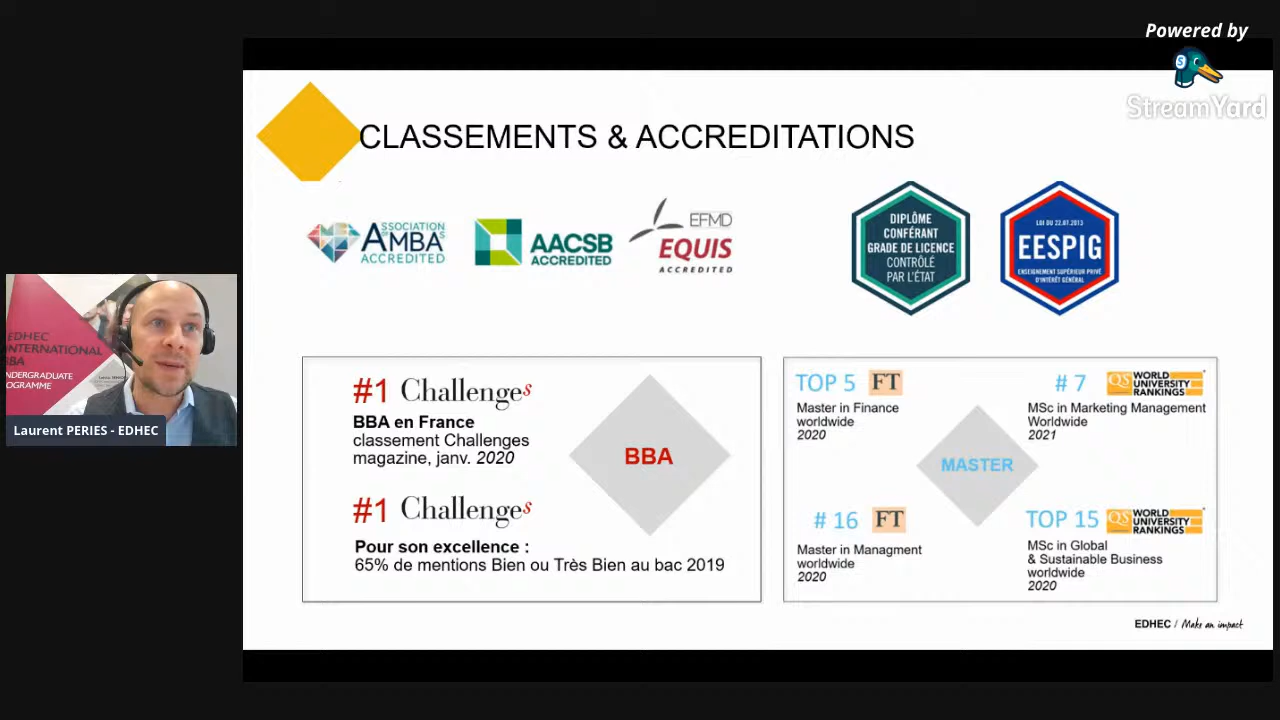 Powered by
StreamYard
CLASSEMENTS & ACCREDITATIONS
ASSOCIATION
OF
AMBAs
ACCREDITED
AACSB
ACCREDITED
EFMD
EQUIS
ACCREDITED
DIPLÔME
CONFÉRANT
GRADE DE LICENCE
CONTRÔLÉ
PAR L'ÉTAT
LOI DU 22.07.2013
EESPIG
ENSEIGNEMENT SUPÉRIEUR PRIVÉ
D'INTÉRÊT GÉNÉRAL
EDHEC
INTERNATIONAL
BBA
UNDERGRADUATE
PROGRAMME
Laurent PERIES - EDHEC
#1 Challenges
BBA en France
classement Challenges
magazine, janv. 2020
#1 Challenges
Pour son excellence :
65% de mentions Bien ou Très Bien au bac 2019
BBA
TOP 5 FT
Master in Finance
worldwide
2020
# 7 QS WORLD
UNIVERSITY
RANKINGS
MSc in Marketing Management
Worldwide
2021
MASTER
# 16 FT
Master in Managment
worldwide
2020
TOP 15 QS WORLD
UNIVERSITY
RANKINGS
MSc in Global
& Sustainable Business
worldwide
2020
EDHEC / Make an impact